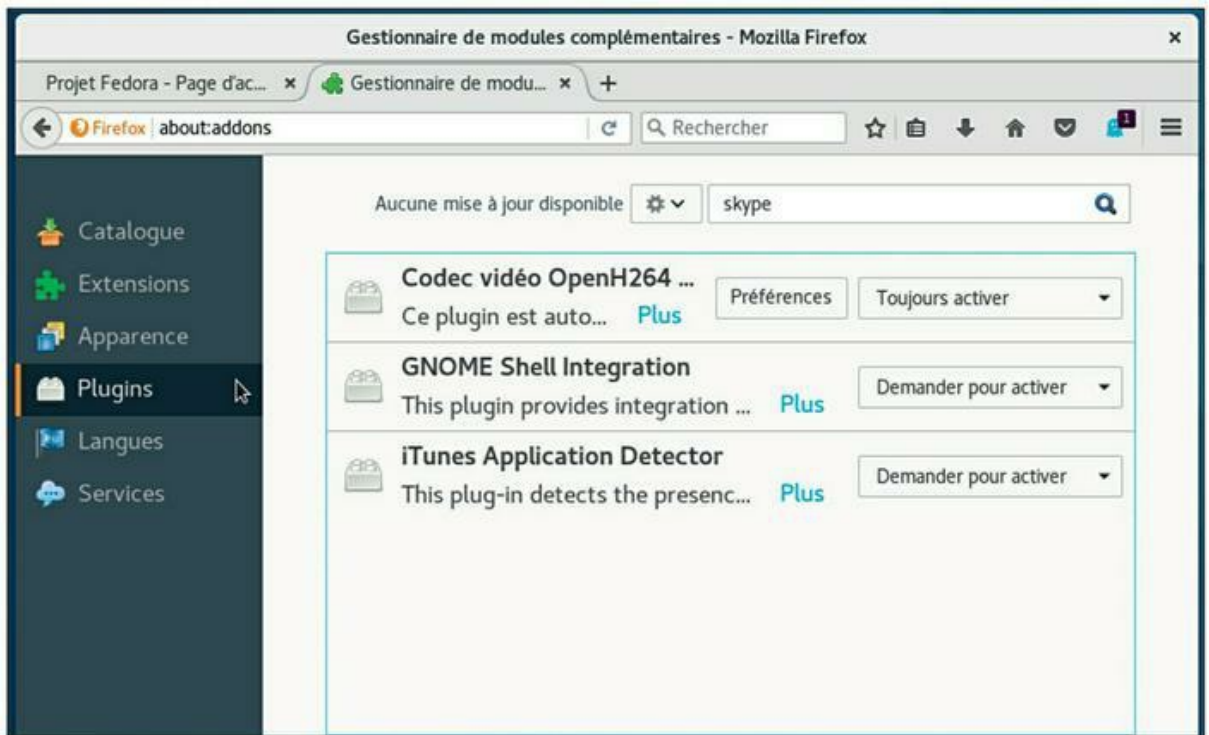 Gestionnaire de modules complémentaires - Mozilla Firefox
Projet Fedora - Page d'ac...
Gestionnaire de modu...
Firefox about:addons
Rechercher
1
Aucune mise à jour disponible
skype
Catalogue
Extensions
Apparence
Plugins
Langues
Services
Codec vidéo OpenH264 ...
Ce plugin est auto... Plus
Préférences
Toujours activer
GNOME Shell Integration
This plugin provides integration ... Plus
Demander pour activer
iTunes Application Detector
This plug-in detects the presenc... Plus
Demander pour activer